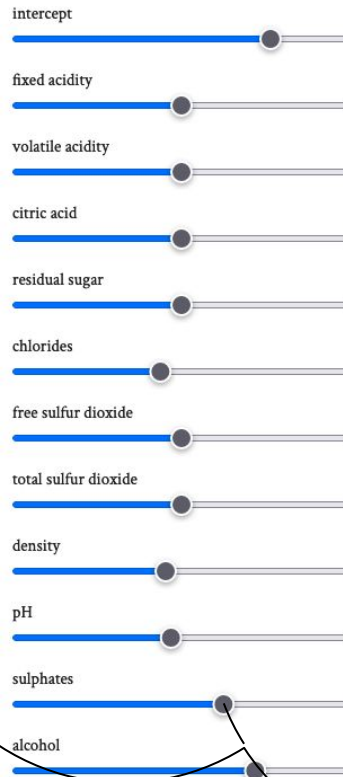 intercept
fixed acidity
volatile acidity
citric acid
residual sugar
chlorides
free sulfur dioxide
total sulfur dioxide
density
pH
sulphates
alcohol